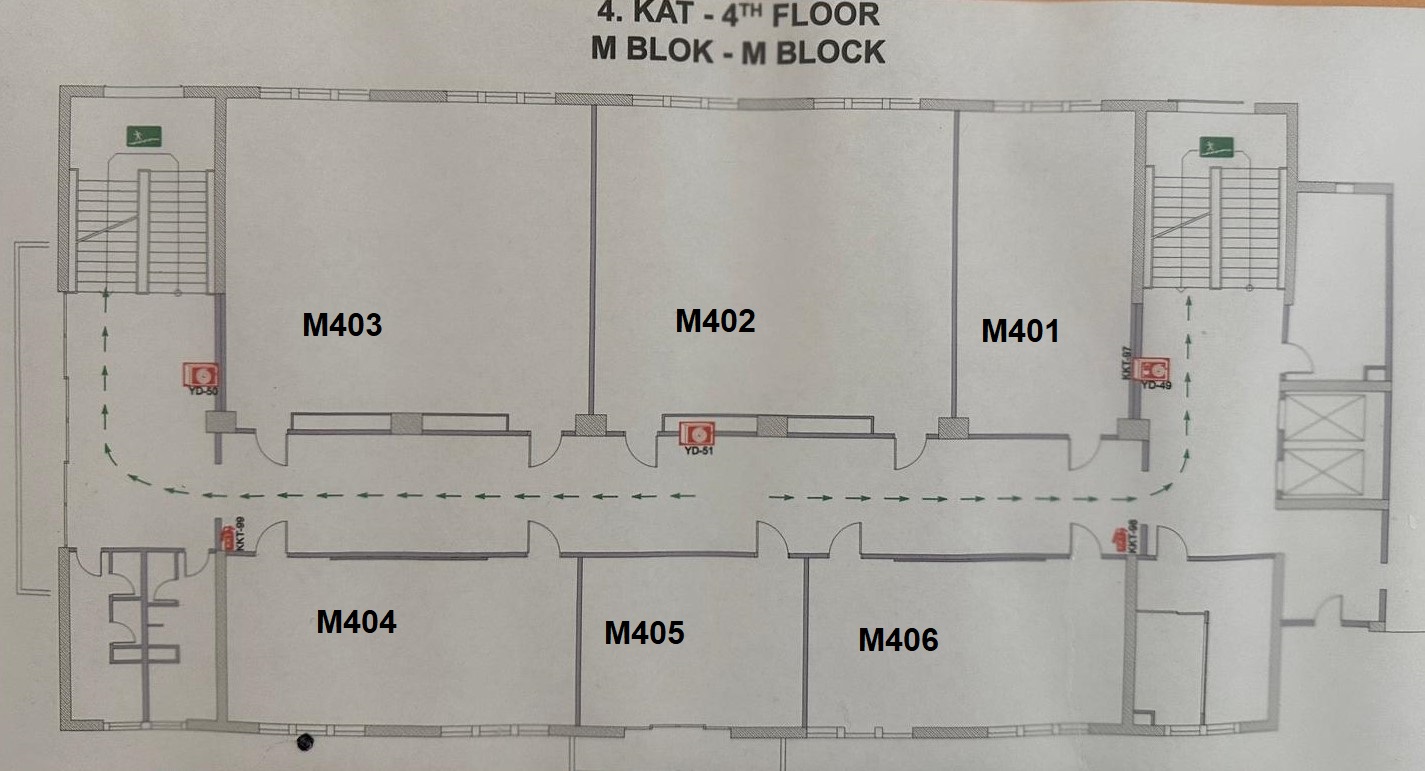 4. KAT - 4TH FLOOR
M BLOK - M BLOCK
M403
M402
M401
KKT-97
YD-50
YD-49
YD-51
KKT-99
KKT-98
M404
M405
M406